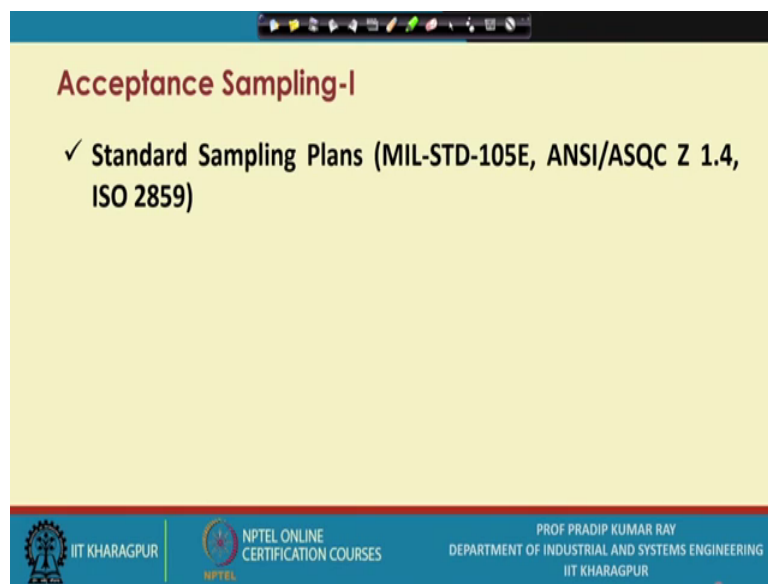 Acceptance Sampling-I
✓ Standard Sampling Plans (MIL-STD-105E, ANSI/ASQC Z 1.4,
ISO 2859)
IIT KHARAGPUR
NPTEL
NPTEL ONLINE
CERTIFICATION COURSES
PROF PRADIP KUMAR RAY
DEPARTMENT OF INDUSTRIAL AND SYSTEMS ENGINEERING
IIT KHARAGPUR